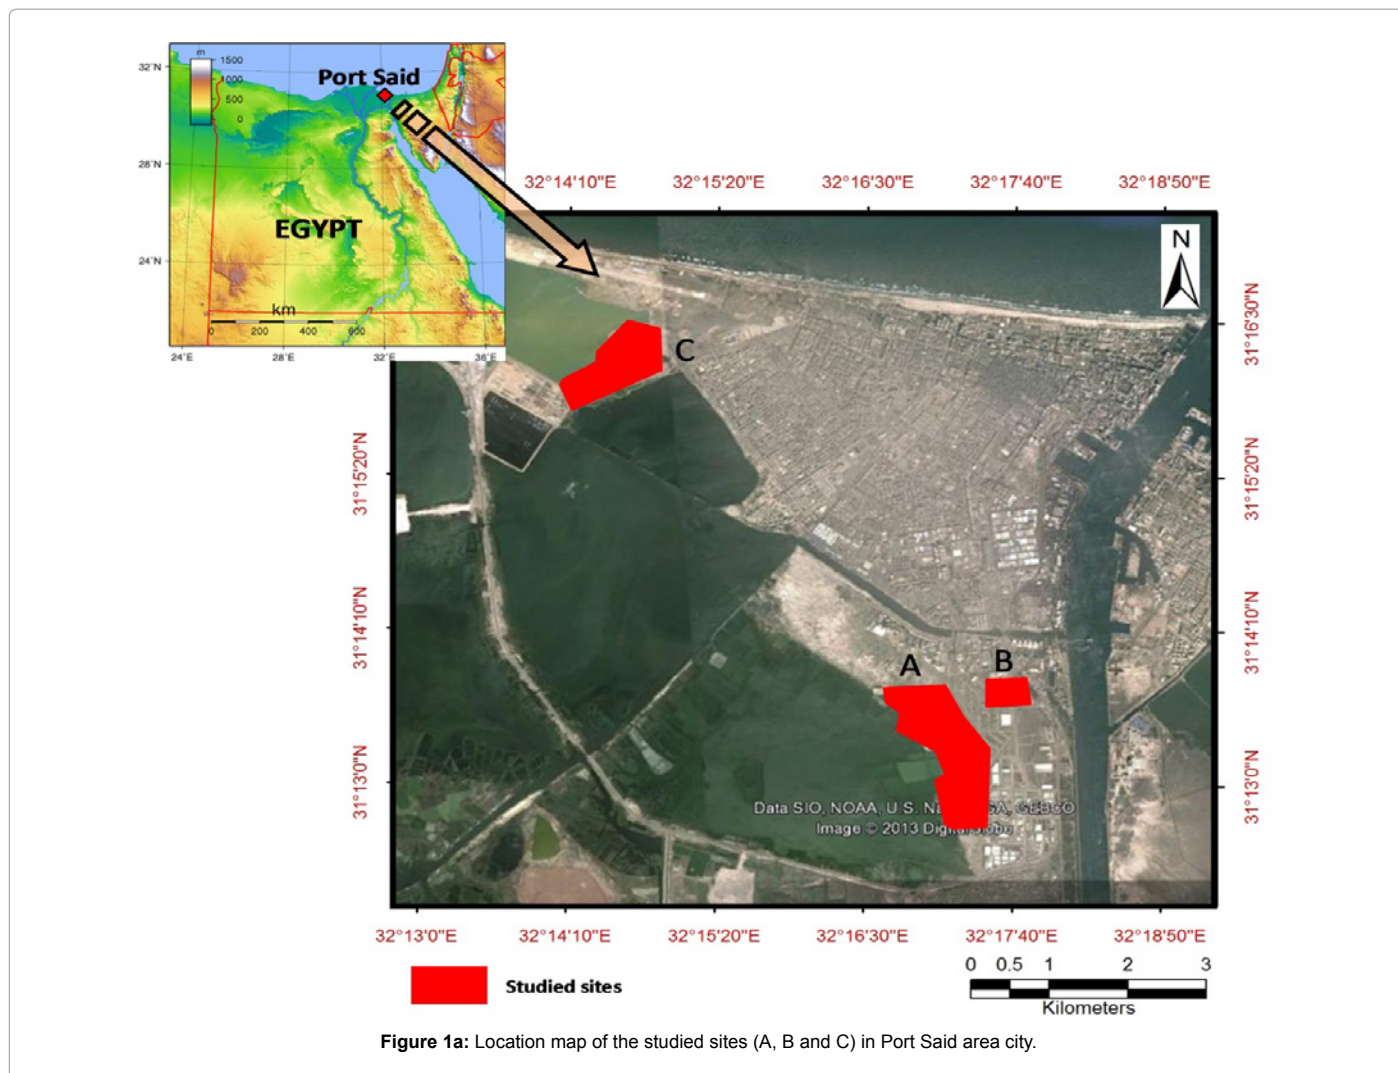 m
1500
1000
500
0
32°N
28°N
24°N
Port Said
EGYPT
km
0 200 400 600
24°E 28°E 32°E 36°E
32°14'10"E 32°15'20"E 32°16'30"E 32°17'40"E 32°18'50"E
N
31°16'30"N
31°15'20"N 31°15'20"N
31°14'10"N 31°14'10"N
31°13'0"N 31°13'0"N
C
A
B
Data SIO, NOAA, U.S. GEBCO
Image © 2013
32°13'0"E 32°14'10"E 32°15'20"E 32°16'30"E 32°17'40"E 32°18'50"E
Studied sites
0 0.5 1 2 3
Kilometers
Figure 1a: Location map of the studied sites (A, B and C) in Port Said area city.